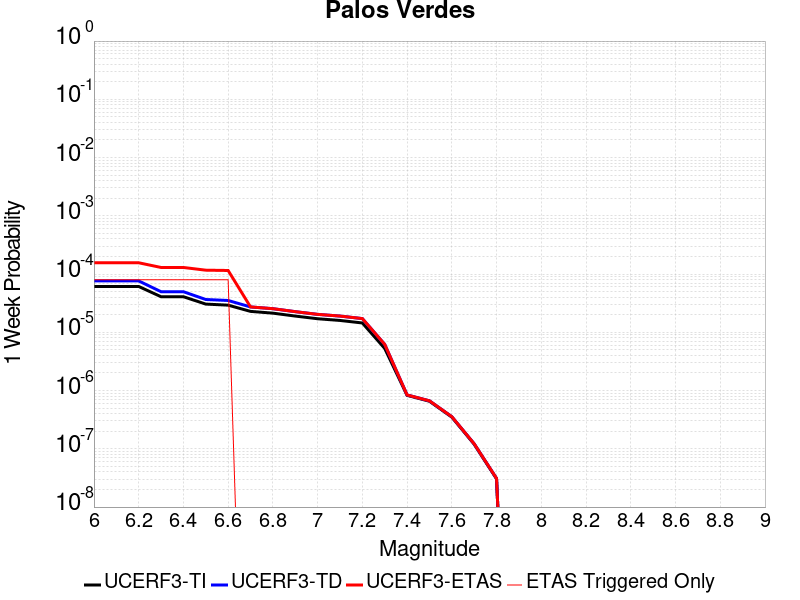 Palos Verdes
10^0
10^-1
10^-2
10^-3
10^-4
10^-5
10^-6
10^-7
10^-8
1 Week Probability
6 6.2 6.4 6.6 6.8 7 7.2 7.4 7.6 7.8 8 8.2 8.4 8.6 8.8 9
Magnitude
UCERF3-TI UCERF3-TD UCERF3-ETAS ETAS Triggered Only